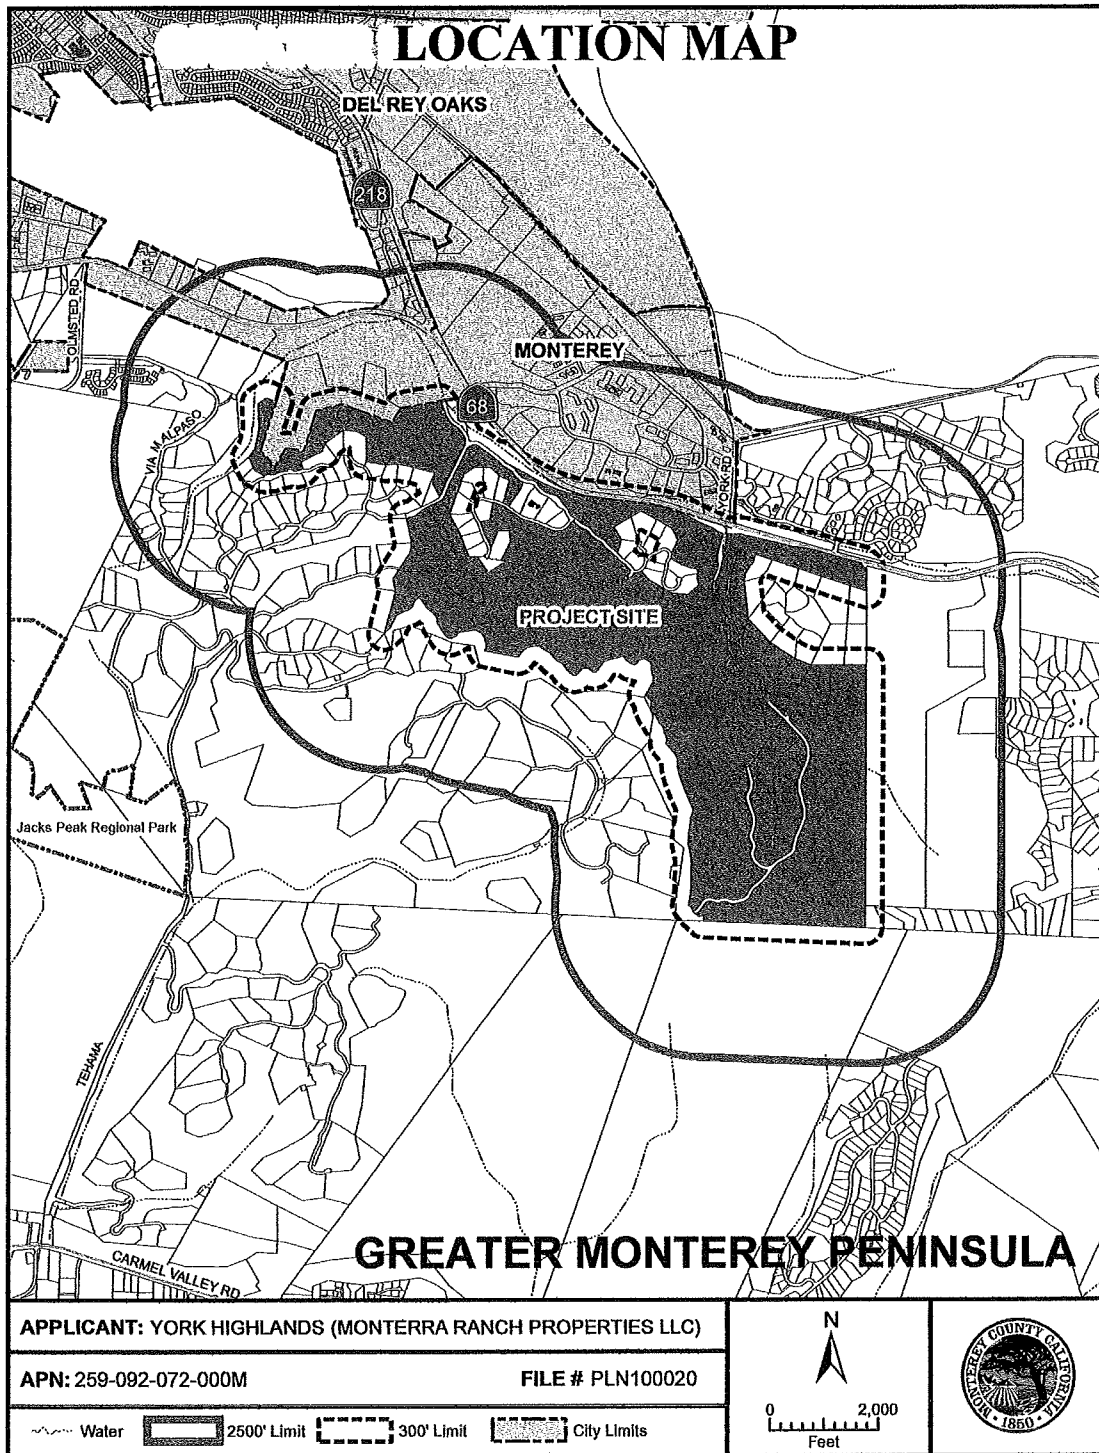 LOCATION MAP
DEL REY OAKS
218
OLMSTED RD
MONTEREY
68
VIA MALPASO
YORK RD
PROJECT SITE
Jacks Peak Regional Park
TEHAMA
CARMEL VALLEY RD
GREATER MONTEREY PENINSULA
APPLICANT: YORK HIGHLANDS (MONTERRA RANCH PROPERTIES LLC)
APN: 259-092-072-000M
FILE # PLN100020
Water
2500' Limit
300' Limit
City Limits
N
0
2,000
Feet
MONTEREY COUNTY CALIFORNIA
1850